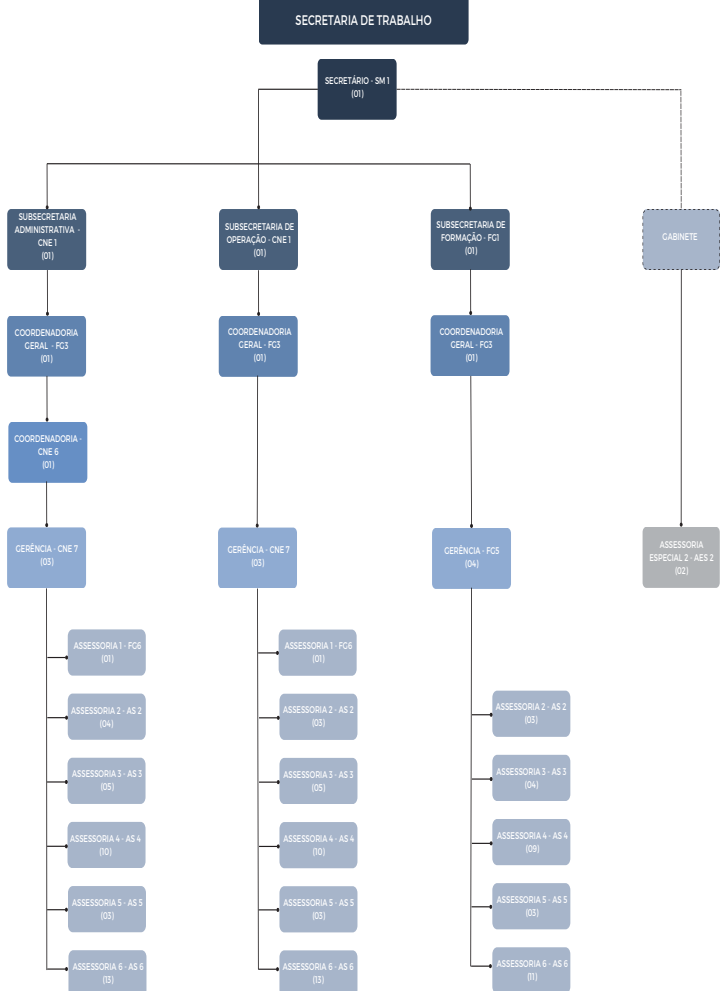 SECRETARIA DE TRABALHO
SECRETÁRIO - SM 1
(01)
SUBSECRETARIA
ADMINISTRATIVA -
CNE 1
(01)
SUBSECRETARIA DE
OPERAÇÃO - CNE 1
(01)
SUBSECRETARIA DE
FORMAÇÃO - FG1
(01)
GABINETE
COORDENADORIA
GERAL - FG3
(01)
COORDENADORIA
GERAL - FG3
(01)
COORDENADORIA
GERAL - FG3
(01)
COORDENADORIA -
CNE 6
(01)
GERÊNCIA - CNE 7
(03)
GERÊNCIA - CNE 7
(03)
GERÊNCIA - FG5
(04)
ASSESSORIA
ESPECIAL 2 - AES 2
(02)
ASSESSORIA 1 - FG6
(01)
ASSESSORIA 2 - AS 2
(04)
ASSESSORIA 3 - AS 3
(05)
ASSESSORIA 4 - AS 4
(10)
ASSESSORIA 5 - AS 5
(03)
ASSESSORIA 6 - AS 6
(13)
ASSESSORIA 1 - FG6
(01)
ASSESSORIA 2 - AS 2
(03)
ASSESSORIA 3 - AS 3
(05)
ASSESSORIA 4 - AS 4
(10)
ASSESSORIA 5 - AS 5
(03)
ASSESSORIA 6 - AS 6
(13)
ASSESSORIA 2 - AS 2
(03)
ASSESSORIA 3 - AS 3
(04)
ASSESSORIA 4 - AS 4
(09)
ASSESSORIA 5 - AS 5
(03)
ASSESSORIA 6 - AS 6
(11)